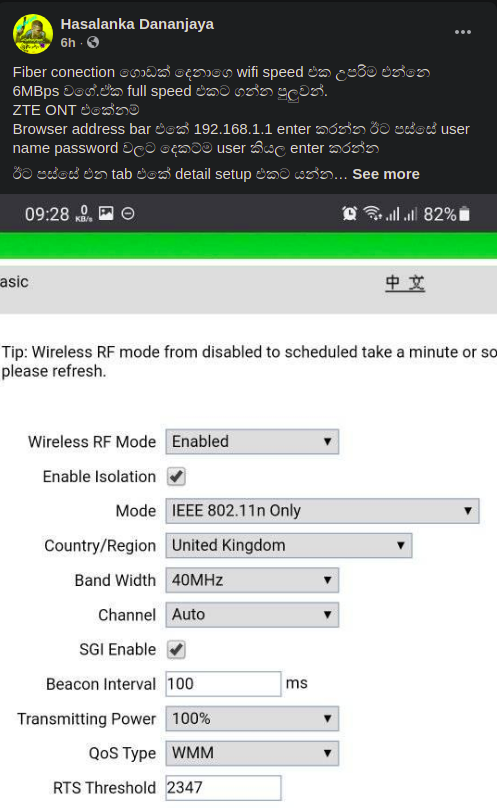 Hasalanka Dananjaya
6h ·
Fiber conection ගොඩක් දෙනාගෙ wifi speed එක උපරිම එන්නෙ
6MBps වගේ.ඒක full speed එකට ගන්න පුලුවන්.
ZTE ONT එකේනම්
Browser address bar එකේ 192.168.1.1 enter කරන්න ඊට පස්සේ user
name password වලට දෙකටම user කියල enter කරන්න
ඊට පස්සේ එන tab එකේ detail setup එකට යන්න... See more
09:28 0 KB/s 82%
asic 中 文
Tip: Wireless RF mode from disabled to scheduled take a minute or so
please refresh.
Wireless RF Mode Enabled
Enable Isolation
Mode IEEE 802.11n Only
Country/Region United Kingdom
Band Width 40MHz
Channel Auto
SGI Enable
Beacon Interval 100 ms
Transmitting Power 100%
QoS Type WMM
RTS Threshold 2347